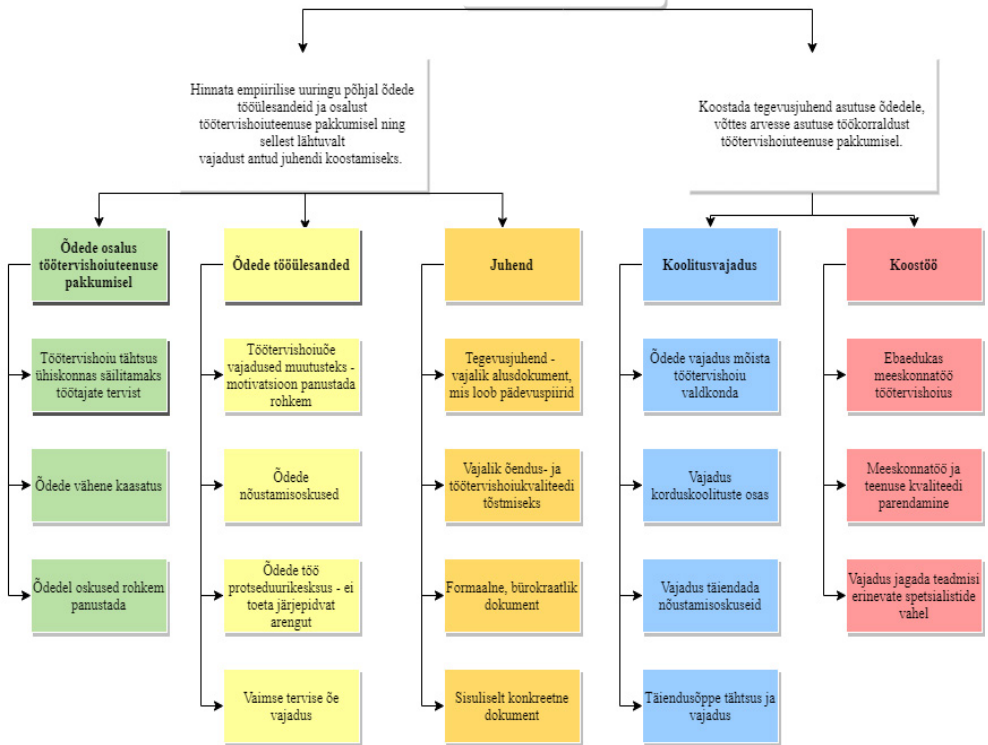 Hinnata empiirilise uuringu põhjal õdede
tööülesandeid ja osalust
töötervishoiuteenuse pakkumisel ning
sellest lähtuvalt
vajadust antud juhendi koostamiseks.
Koostada tegevusjuhend asutuse õdedele,
võttes arvesse asutuse töökorraldust
töötervishoiuteenuse pakkumisel.
Õdede osalus
töötervishoiuteenuse
pakkumisel
Töötervishoiu tähtsus
ühiskonnas säilitamaks
töötajate tervist
Õdede vähene kaasatus
Õdedel oskused rohkem
panustada
Õdede tööülesanded
Töötervishoiuõe
vajadused muutusteks -
motivatsioon panustada
rohkem
Õdede
nõustamisoskused
Õdede töö
protseduurikesksus - ei
toeta järjepidvat
arengut
Vaimse tervise õe
vajadus
Juhend
Tegevusjuhend -
vajalik alusdokument,
mis loob pädevuspiirid
Vajalik õendus- ja
töötervishoiukvaliteedi
tõstmiseks
Formaalne, bürokraatlik
dokument
Sisuliselt konkreetne
dokument
Koolitusvajadus
Õdede vajadus mõista
töötervishoiu
valdkonda
Vajadus
korduskoolituste osas
Vajadus täiendada
nõustamisoskuseid
Täiendusõppe tähtsus ja
vajadus
Koostöö
Ebaedukas
meeskonnatöö
töötervishoius
Meeskonnatöö ja
teenuse kvaliteedi
parendamine
Vajadus jagada teadmisi
erinevate spetsialistide
vahel